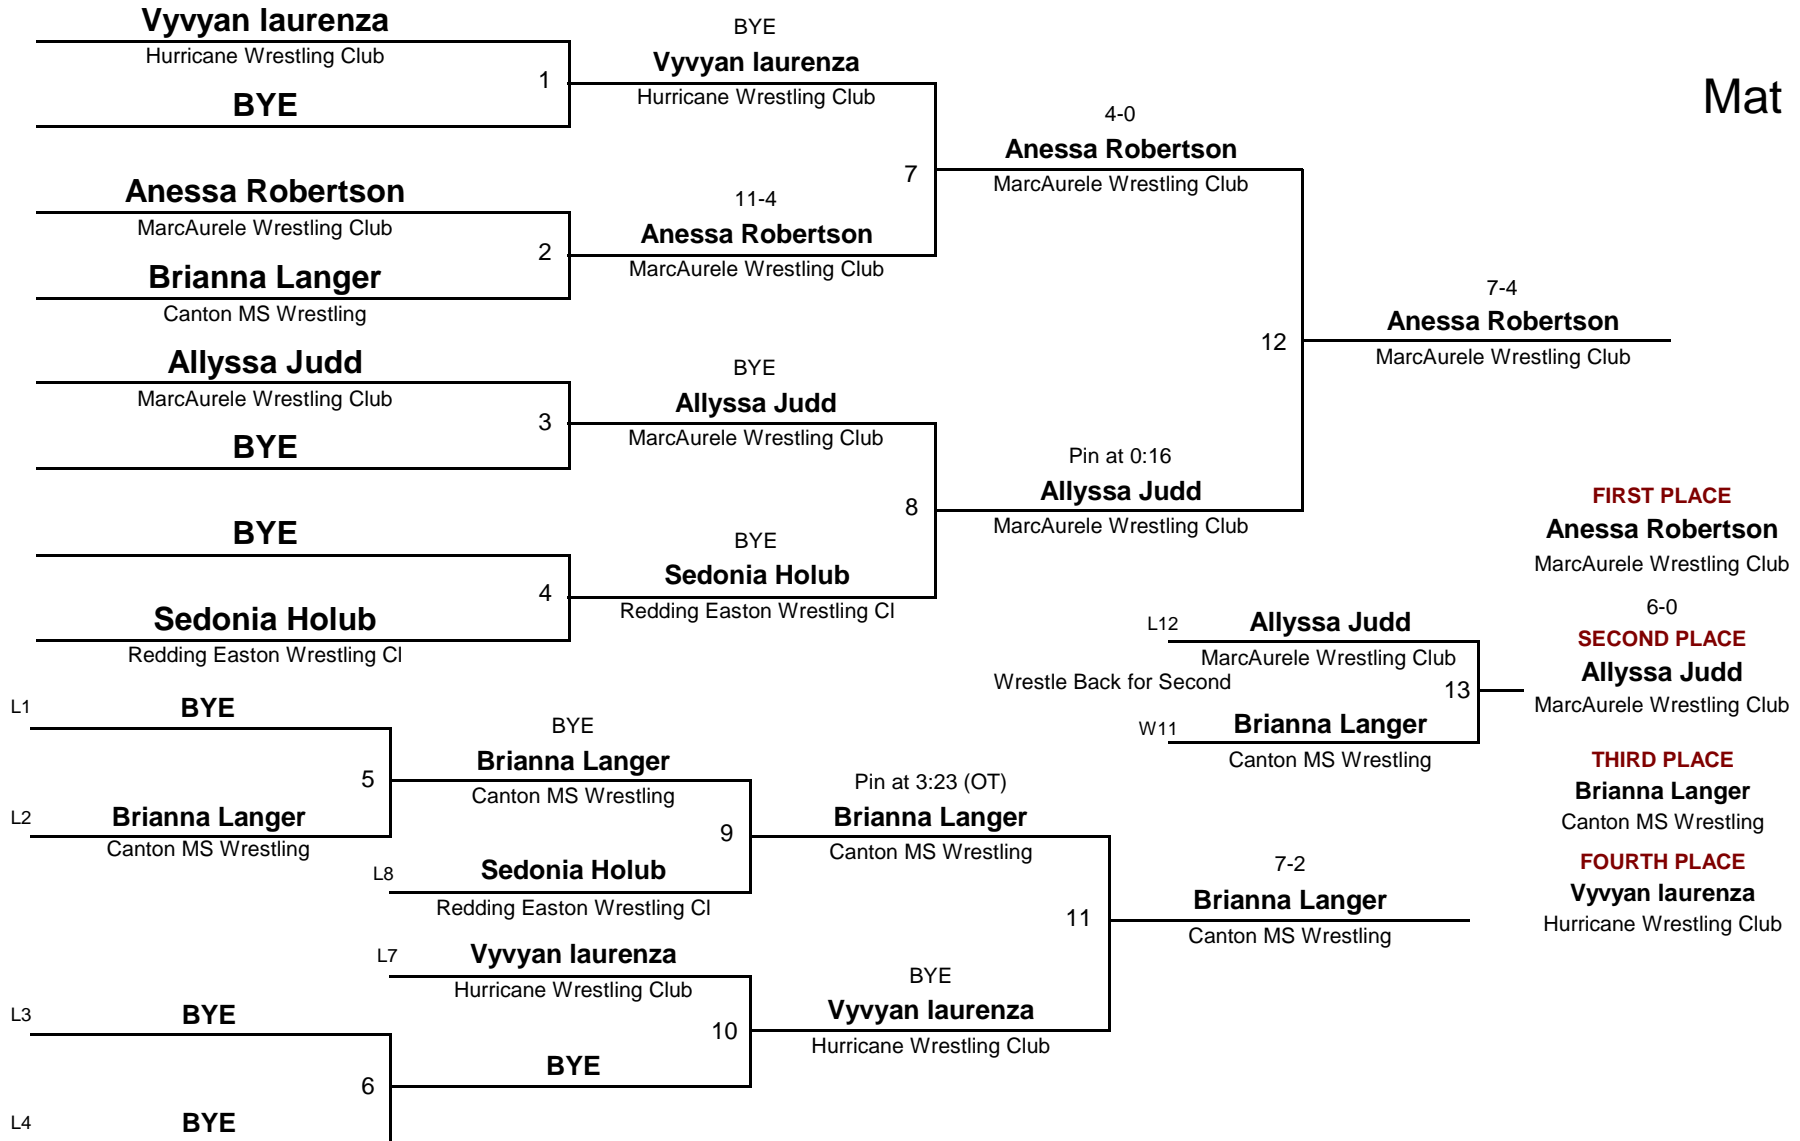 Vyvyan Iaurenza
Hurricane Wrestling Club
1
BYE
BYE
Vyvyan Iaurenza
Hurricane Wrestling Club
Mat
Anessa Robertson
MarcAurele Wrestling Club
2
Brianna Langer
Canton MS Wrestling
11-4
Anessa Robertson
MarcAurele Wrestling Club
7
4-0
Anessa Robertson
MarcAurele Wrestling Club
Allyssa Judd
MarcAurele Wrestling Club
3
BYE
BYE
Allyssa Judd
MarcAurele Wrestling Club
BYE
4
Sedonia Holub
Redding Easton Wrestling Cl
BYE
Sedonia Holub
Redding Easton Wrestling Cl
8
Pin at 0:16
Allyssa Judd
MarcAurele Wrestling Club
12
7-4
Anessa Robertson
MarcAurele Wrestling Club
FIRST PLACE
Anessa Robertson
MarcAurele Wrestling Club
L12
Allyssa Judd
MarcAurele Wrestling Club
Wrestle Back for Second
13
W11
Brianna Langer
Canton MS Wrestling
6-0
SECOND PLACE
Allyssa Judd
MarcAurele Wrestling Club
THIRD PLACE
Brianna Langer
Canton MS Wrestling
FOURTH PLACE
Vyvyan Iaurenza
Hurricane Wrestling Club
L1
BYE
5
L2
Brianna Langer
Canton MS Wrestling
BYE
Brianna Langer
Canton MS Wrestling
9
L8
Sedonia Holub
Redding Easton Wrestling Cl
Pin at 3:23 (OT)
Brianna Langer
Canton MS Wrestling
L7
Vyvyan Iaurenza
Hurricane Wrestling Club
10
BYE
L3
BYE
6
L4
BYE
BYE
Vyvyan Iaurenza
Hurricane Wrestling Club
11
7-2
Brianna Langer
Canton MS Wrestling